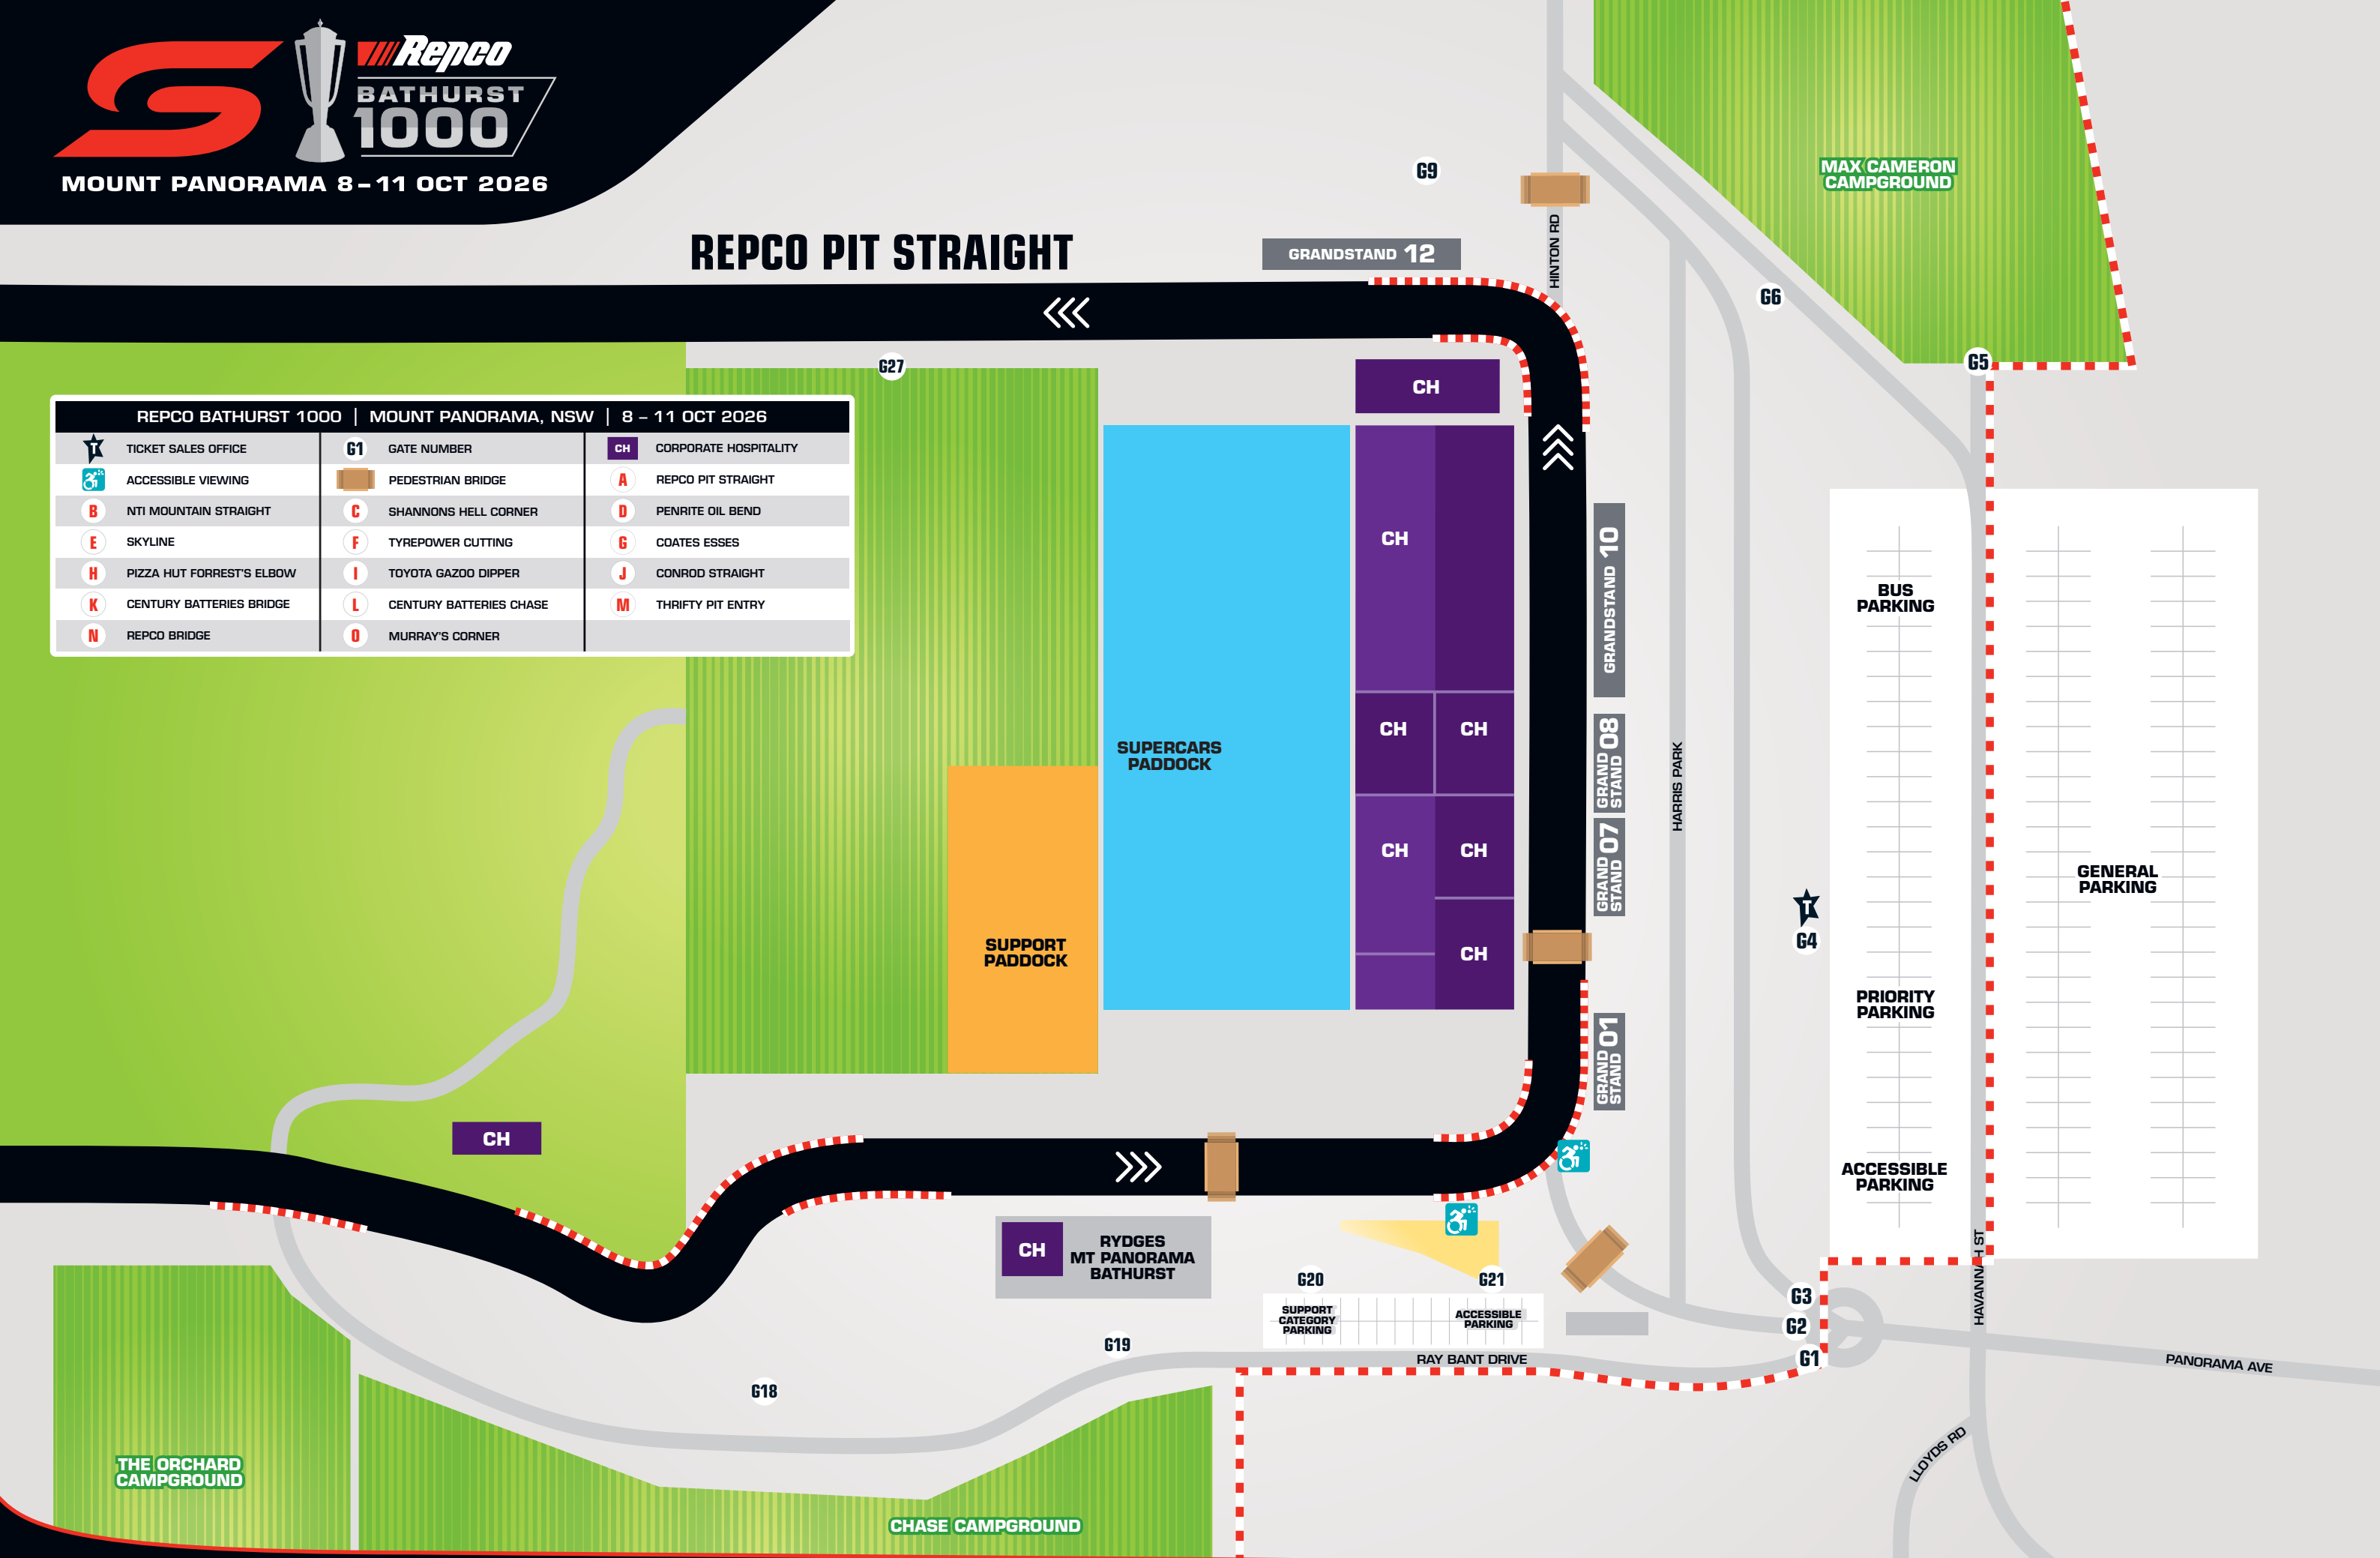 Repco
BATHURST
1000
MOUNT PANORAMA 8 – 11 OCT 2026
REPCO PIT STRAIGHT
G9
GRANDSTAND 12
HINTON RD
MAX CAMERON
CAMPGROUND
G6
G5
G27
REPCO BATHURST 1000 | MOUNT PANORAMA, NSW | 8 – 11 OCT 2026
T TICKET SALES OFFICE G1 GATE NUMBER CH CORPORATE HOSPITALITY
ACCESSIBLE VIEWING PEDESTRIAN BRIDGE A REPCO PIT STRAIGHT
B NTI MOUNTAIN STRAIGHT C SHANNONS HELL CORNER D PENRITE OIL BEND
E SKYLINE F TYREPOWER CUTTING G COATES ESSES
H PIZZA HUT FORREST'S ELBOW I TOYOTA GAZOO DIPPER J CONROD STRAIGHT
K CENTURY BATTERIES BRIDGE L CENTURY BATTERIES CHASE M THRIFTY PIT ENTRY
N REPCO BRIDGE O MURRAY'S CORNER
CH
CH
CH
CH
CH
CH
CH
SUPERCARS
PADDOCK
SUPPORT
PADDOCK
GRANDSTAND 10
GRAND
STAND 08
GRAND
STAND 07
GRAND
STAND 01
HARRIS PARK
T
G4
BUS
PARKING
PRIORITY
PARKING
ACCESSIBLE
PARKING
GENERAL
PARKING
HAVANNAH ST
CH
CH
RYDGES
MT PANORAMA
BATHURST
G20
G21
SUPPORT
CATEGORY
PARKING
ACCESSIBLE
PARKING
G3
G2
G1
G19
G18
RAY BANT DRIVE
PANORAMA AVE
LLOYDS RD
THE ORCHARD
CAMPGROUND
CHASE CAMPGROUND